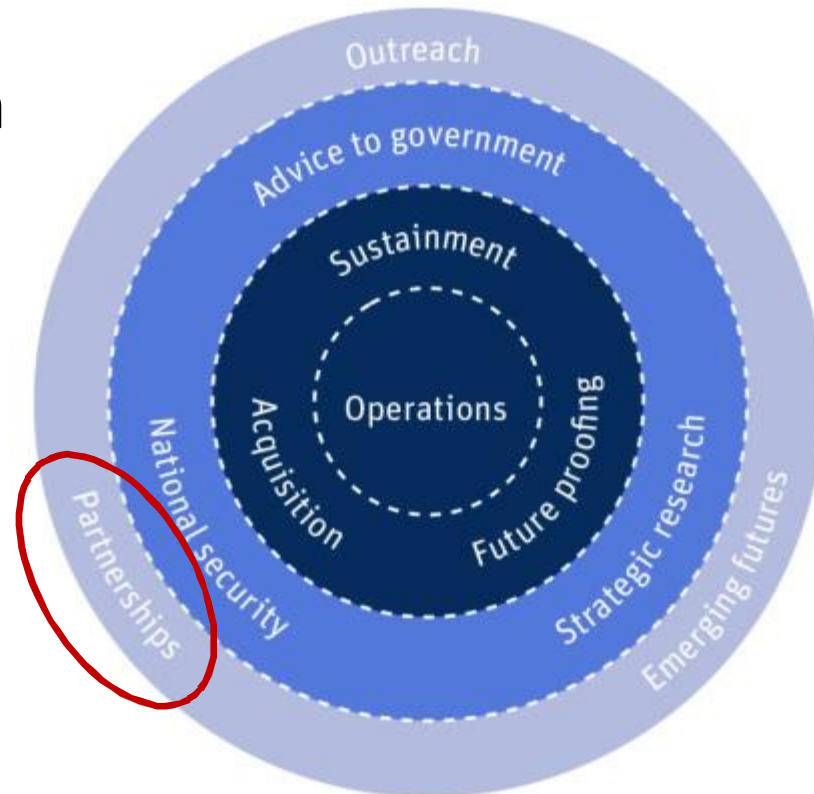 Outreach
Advice to government
Sustainment
Operations
Acquisition
Future proofing
National security
Strategic research
Partnerships
Emerging futures